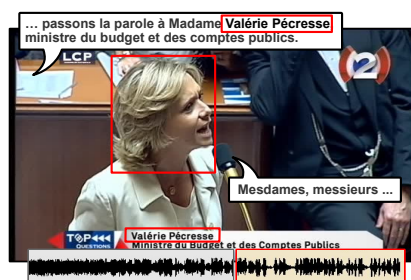 ... passons la parole à Madame Valérie Pécresse
ministre du budget et des comptes publics.
LCP
2
Mesdames, messieurs ...
TOP
QUESTIONS
Valérie Pécresse
Ministre du Budget et des Comptes Publics